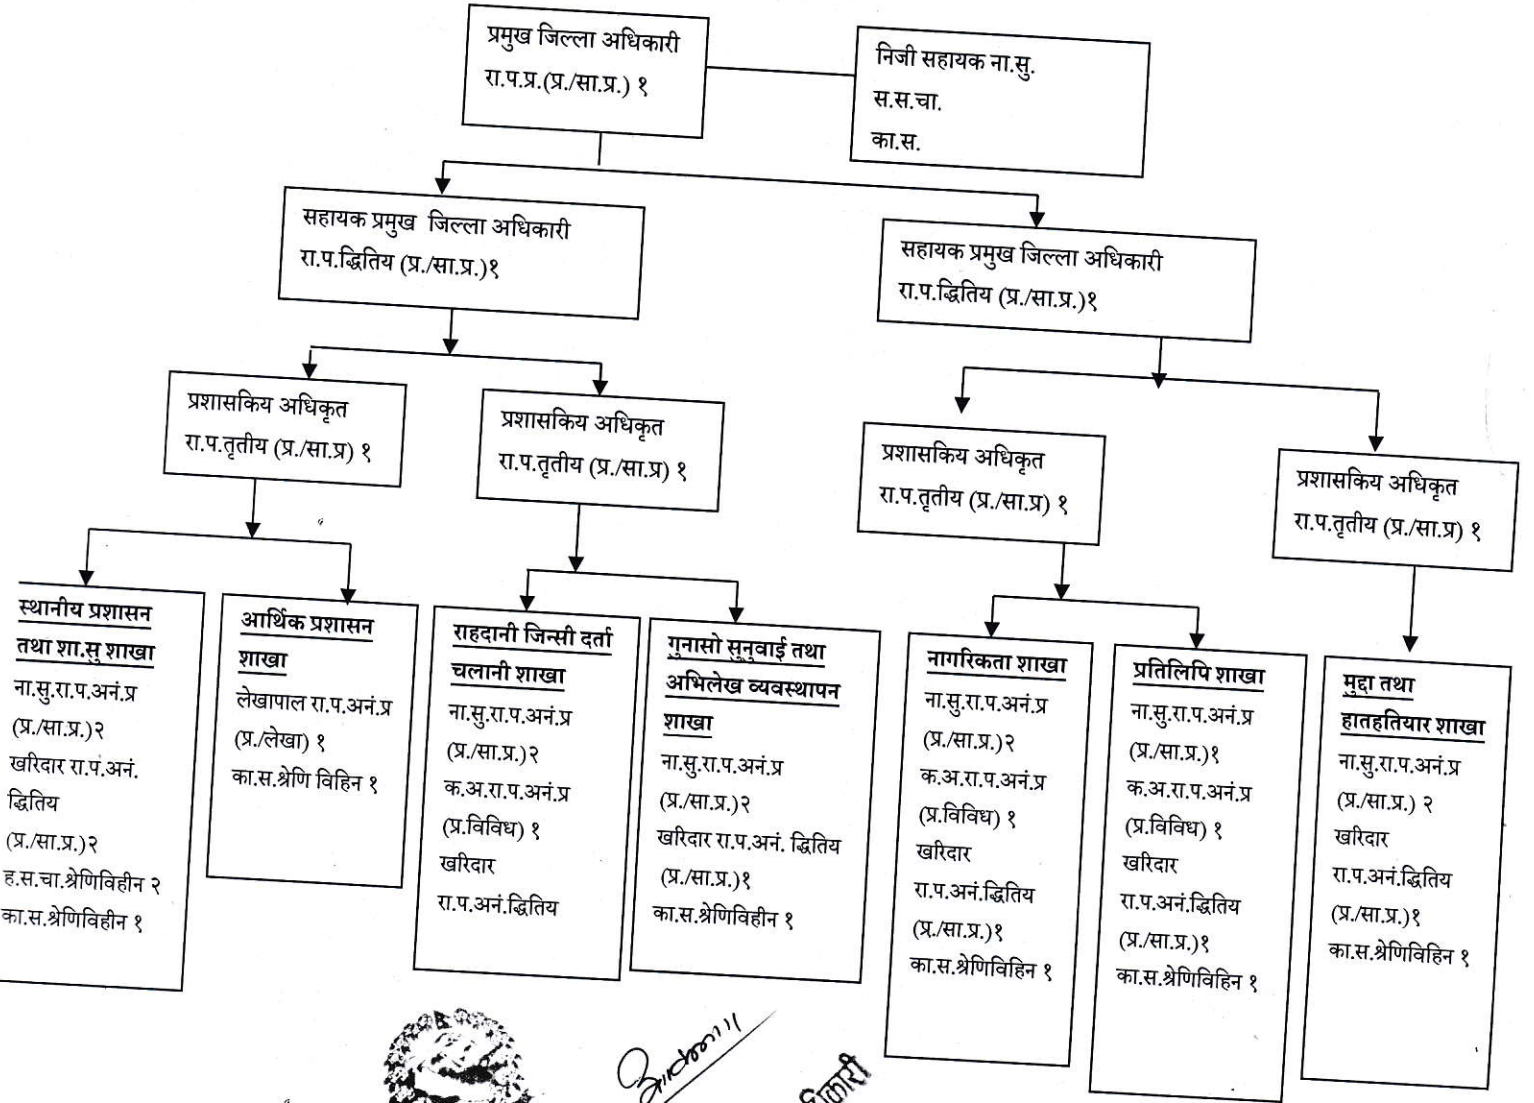 प्रमुख जिल्ला अधिकारी
रा.प.प्र.(प्र./सा.प्र.) १
निजी सहायक ना.सु.
स.स.चा.
का.स.
सहायक प्रमुख जिल्ला अधिकारी
रा.प.द्धितिय (प्र./सा.प्र.)१
सहायक प्रमुख जिल्ला अधिकारी
रा.प.द्धितिय (प्र./सा.प्र.)१
प्रशासकिय अधिकृत
रा.प.तृतीय (प्र./सा.प्र) १
प्रशासकिय अधिकृत
रा.प.तृतीय (प्र./सा.प्र) १
प्रशासकिय अधिकृत
रा.प.तृतीय (प्र./सा.प्र) १
प्रशासकिय अधिकृत
रा.प.तृतीय (प्र./सा.प्र) १
स्थानीय प्रशासन
तथा शा.सु शाखा
ना.सु.रा.प.अनं.प्र
(प्र./सा.प्र.)२
खरिदार रा.प.अनं.
द्धितिय
(प्र./सा.प्र.)२
ह.स.चा.श्रेणिविहीन २
का.स.श्रेणिविहीन १
आर्थिक प्रशासन
शाखा
लेखापाल रा.प.अनं.प्र
(प्र./लेखा) १
का.स.श्रेणि विहिन १
राहदानी जिन्सी दर्ता
चलानी शाखा
ना.सु.रा.प.अनं.प्र
(प्र./सा.प्र.)२
क.अ.रा.प.अनं.प्र
(प्र.विविध) १
खरिदार
रा.प.अनं.द्धितिय
गुनासो सुनुवाई तथा
अभिलेख व्यवस्थापन
शाखा
ना.सु.रा.प.अनं.प्र
(प्र./सा.प्र.)२
खरिदार रा.प.अनं. द्धितिय
(प्र./सा.प्र.)१
का.स.श्रेणिविहीन १
नागरिकता शाखा
ना.सु.रा.प.अनं.प्र
(प्र./सा.प्र.)२
क.अ.रा.प.अनं.प्र
(प्र.विविध) १
खरिदार
रा.प.अनं.द्धितिय
(प्र./सा.प्र.)१
का.स.श्रेणिविहिन १
प्रतिलिपि शाखा
ना.सु.रा.प.अनं.प्र
(प्र./सा.प्र.)१
क.अ.रा.प.अनं.प्र
(प्र.विविध) १
खरिदार
रा.प.अनं.द्धितिय
(प्र./सा.प्र.)१
का.स.श्रेणिविहिन १
मुद्दा तथा
हातहतियार शाखा
ना.सु.रा.प.अनं.प्र
(प्र./सा.प्र.) २
खरिदार
रा.प.अनं.द्धितिय
(प्र./सा.प्र.)१
का.स.श्रेणिविहिन १